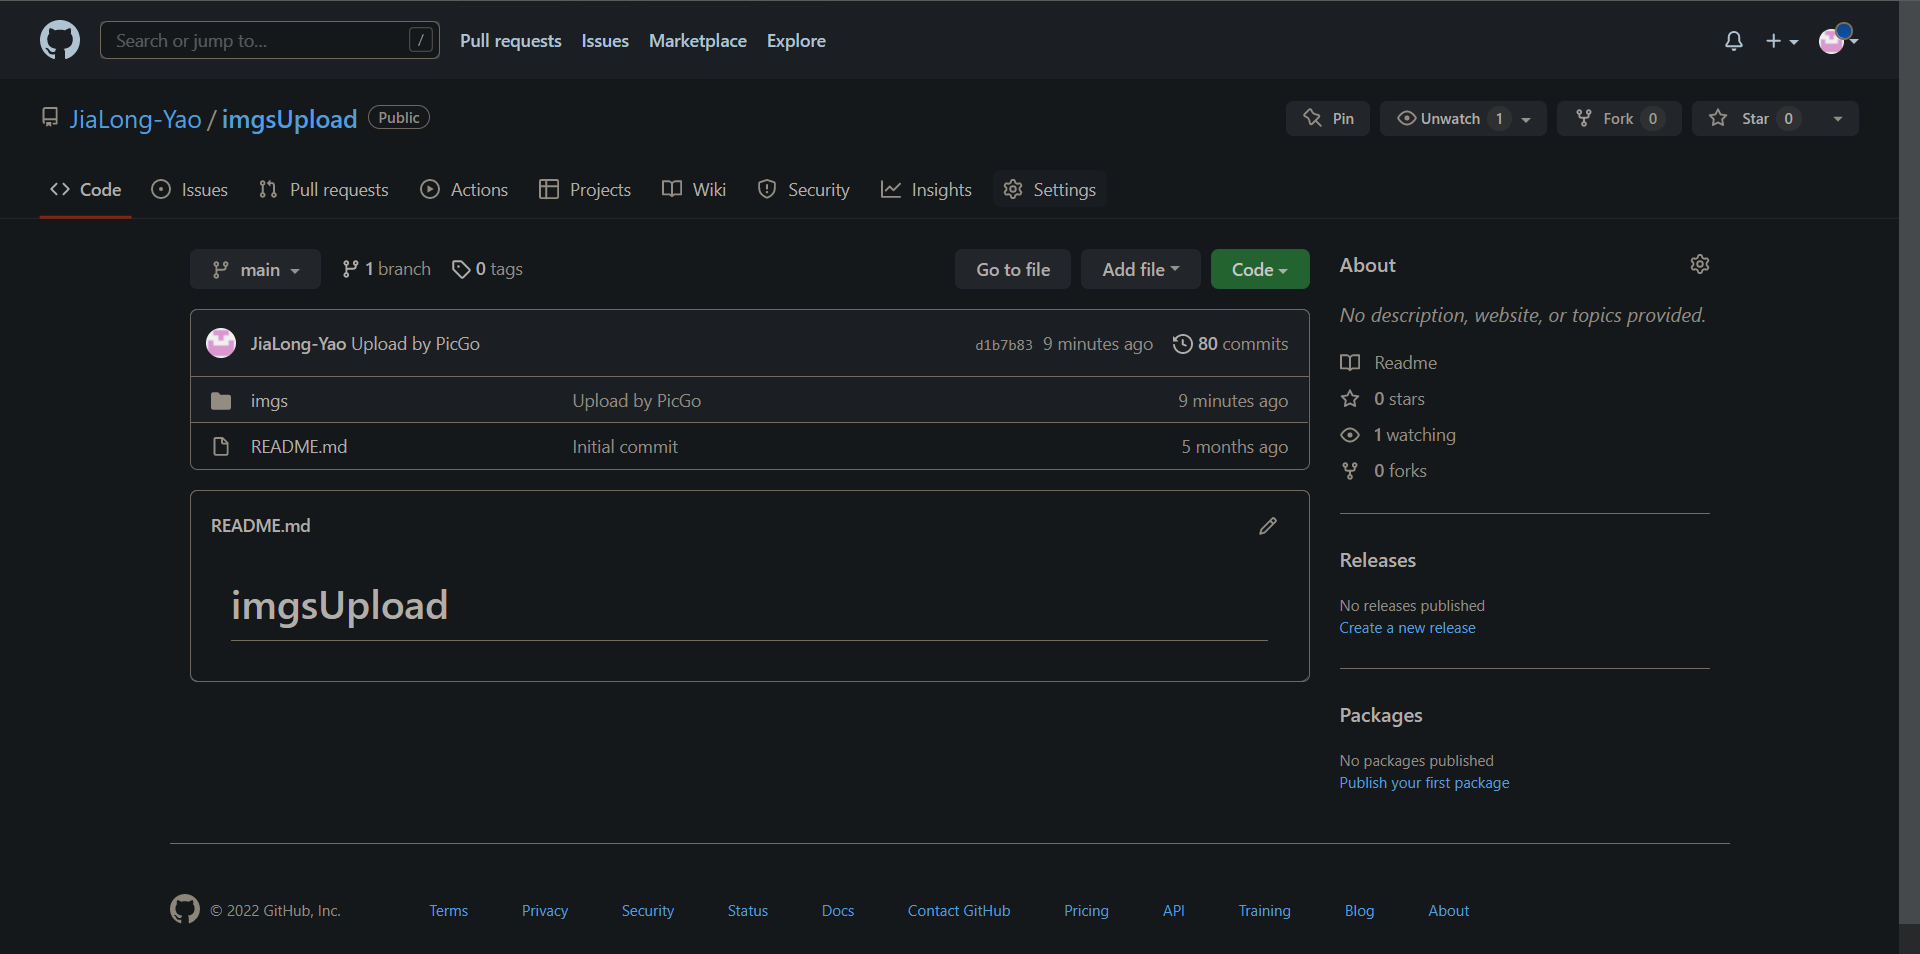 Search or jump to... /
Pull requests Issues Marketplace Explore
JiaLong-Yao / imgsUpload Public
Pin Unwatch 1 Fork 0 Star 0
Code Issues Pull requests Actions Projects Wiki Security Insights Settings
main 1 branch 0 tags Go to file Add file Code
JiaLong-Yao Upload by PicGo d1b7b83 9 minutes ago 80 commits
imgs Upload by PicGo 9 minutes ago
README.md Initial commit 5 months ago
README.md
imgsUpload
About
No description, website, or topics provided.
Readme
0 stars
1 watching
0 forks
Releases
No releases published
Create a new release
Packages
No packages published
Publish your first package
© 2022 GitHub, Inc. Terms Privacy Security Status Docs Contact GitHub Pricing API Training Blog About